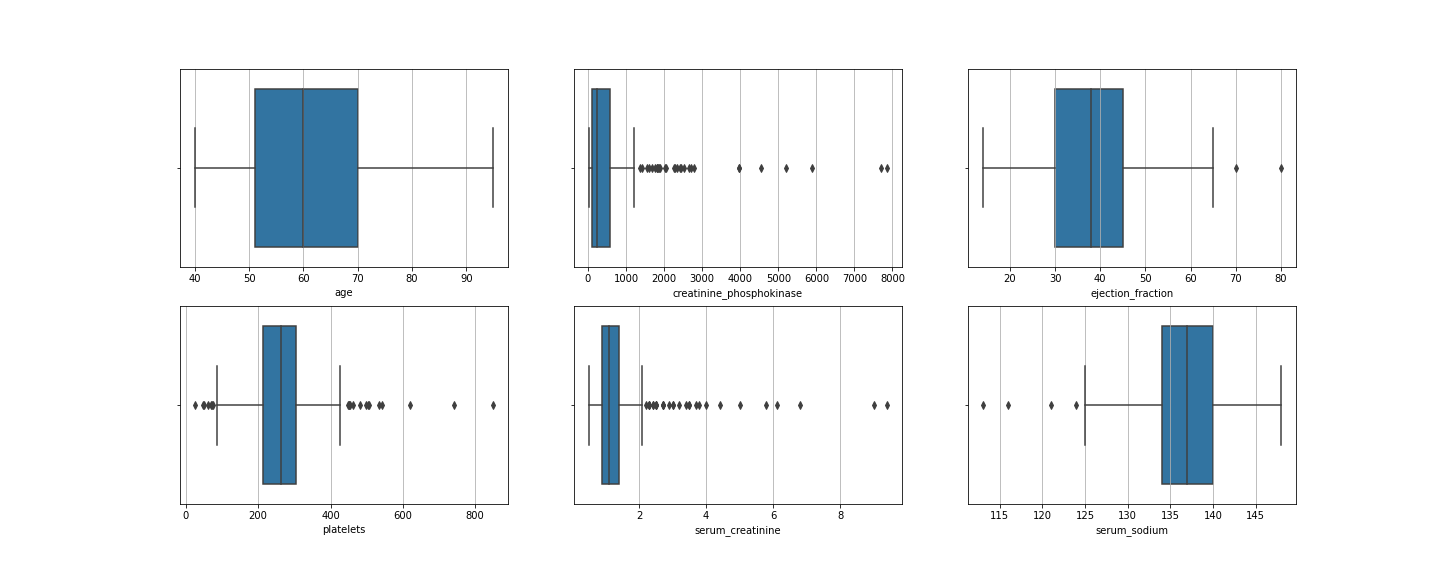 40 50 60 70 80 90
age
0 1000 2000 3000 4000 5000 6000 7000 8000
creatinine_phosphokinase
20 30 40 50 60 70 80
ejection_fraction
0 200 400 600 800
platelets
2 4 6 8
serum_creatinine
115 120 125 130 135 140 145
serum_sodium